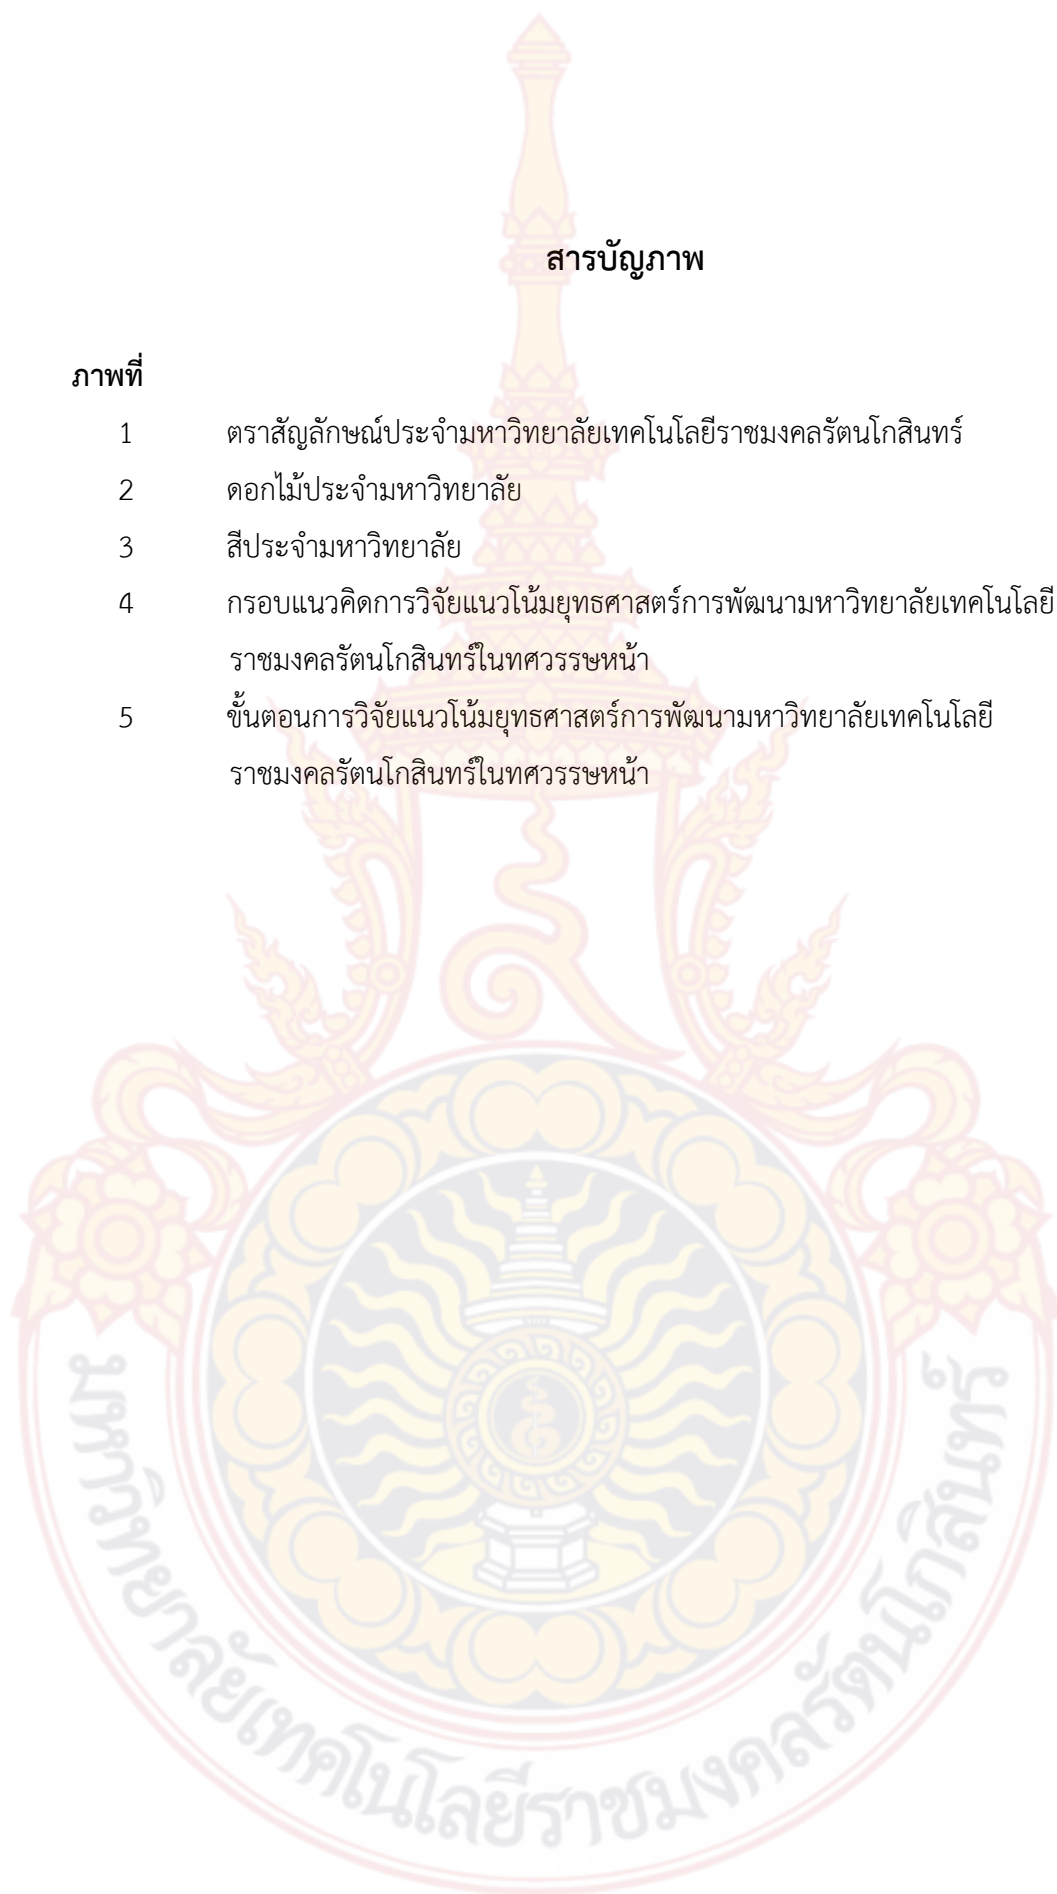 สารบัญภาพ
ภาพที่
1 ตราสัญลักษณ์ประจำมหาวิทยาลัยเทคโนโลยีราชมงคลรัตนโกสินทร์
2 ดอกไม้ประจำมหาวิทยาลัย
3 สีประจำมหาวิทยาลัย
4 กรอบแนวคิดการวิจัยแนวโน้มยุทธศาสตร์การพัฒนามหาวิทยาลัยเทคโนโลยี
ราชมงคลรัตนโกสินทร์ในทศวรรษหน้า
5 ขั้นตอนการวิจัยแนวโน้มยุทธศาสตร์การพัฒนามหาวิทยาลัยเทคโนโลยี
ราชมงคลรัตนโกสินทร์ในทศวรรษหน้า
มหาวิทยาลัยเทคโนโลยีราชมงคลรัตนโกสินทร์